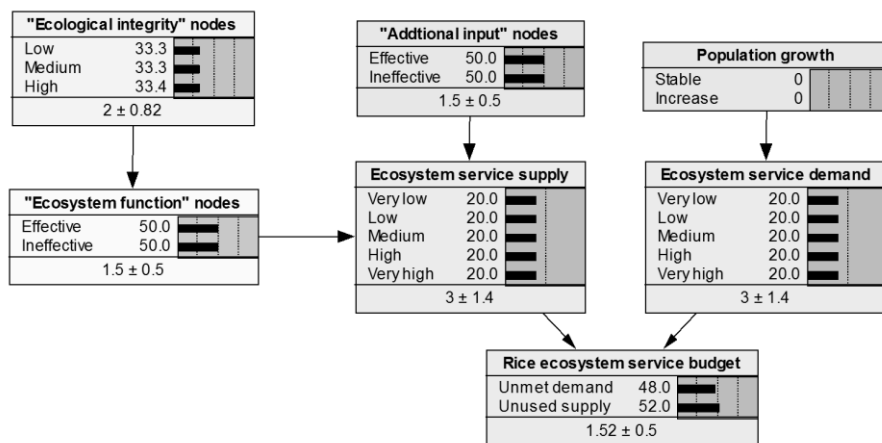 "Ecological integrity" nodes
Low 33.3
Medium 33.3
High 33.4
2 ± 0.82
"Addtional input" nodes
Effective 50.0
Ineffective 50.0
1.5 ± 0.5
Population growth
Stable 0
Increase 0
"Ecosystem function" nodes
Effective 50.0
Ineffective 50.0
1.5 ± 0.5
Ecosystem service supply
Very low 20.0
Low 20.0
Medium 20.0
High 20.0
Very high 20.0
3 ± 1.4
Ecosystem service demand
Very low 20.0
Low 20.0
Medium 20.0
High 20.0
Very high 20.0
3 ± 1.4
Rice ecosystem service budget
Unmet demand 48.0
Unused supply 52.0
1.52 ± 0.5